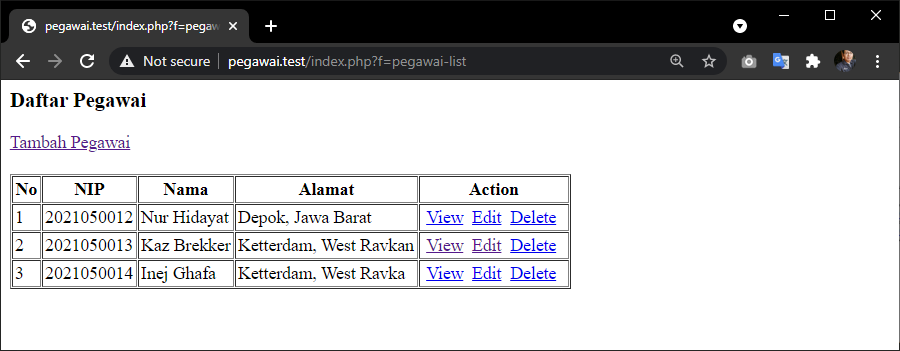 pegawai.test/index.php?f=pegaw
Not secure pegawai.test/index.php?f=pegawai-list
Daftar Pegawai
Tambah Pegawai
No NIP Nama Alamat Action
1 2021050012 Nur Hidayat Depok, Jawa Barat View Edit Delete
2 2021050013 Kaz Brekker Ketterdam, West Ravkan View Edit Delete
3 2021050014 Inej Ghafa Ketterdam, West Ravka View Edit Delete